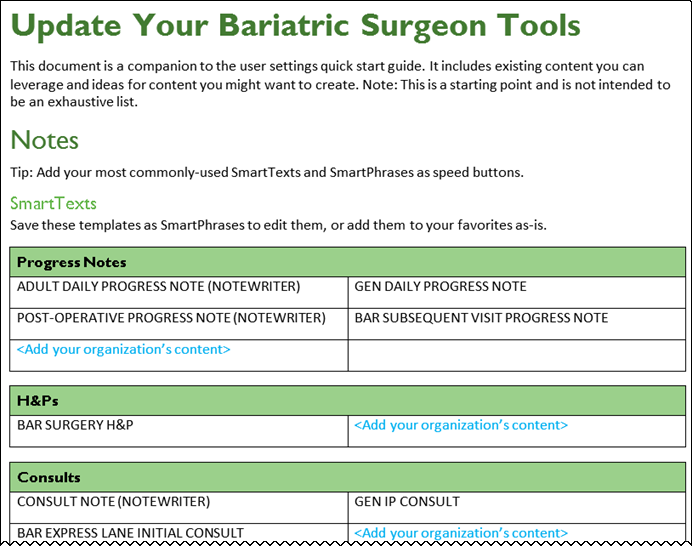 Update Your Bariatric Surgeon Tools
This document is a companion to the user settings quick start guide. It includes existing content you can
leverage and ideas for content you might want to create. Note: This is a starting point and is not intended to
be an exhaustive list.
Notes
Tip: Add your most commonly-used SmartTexts and SmartPhrases as speed buttons.
SmartTexts
Save these templates as SmartPhrases to edit them, or add them to your favorites as-is.
Progress Notes
ADULT DAILY PROGRESS NOTE (NOTEWRITER) GEN DAILY PROGRESS NOTE
POST-OPERATIVE PROGRESS NOTE (NOTEWRITER) BAR SUBSEQUENT VISIT PROGRESS NOTE
<Add your organization’s content>
H&Ps
BAR SURGERY H&P <Add your organization’s content>
Consults
CONSULT NOTE (NOTEWRITER) GEN IP CONSULT
BAR EXPRESS LANE INITIAL CONSULT <Add your organization’s content>